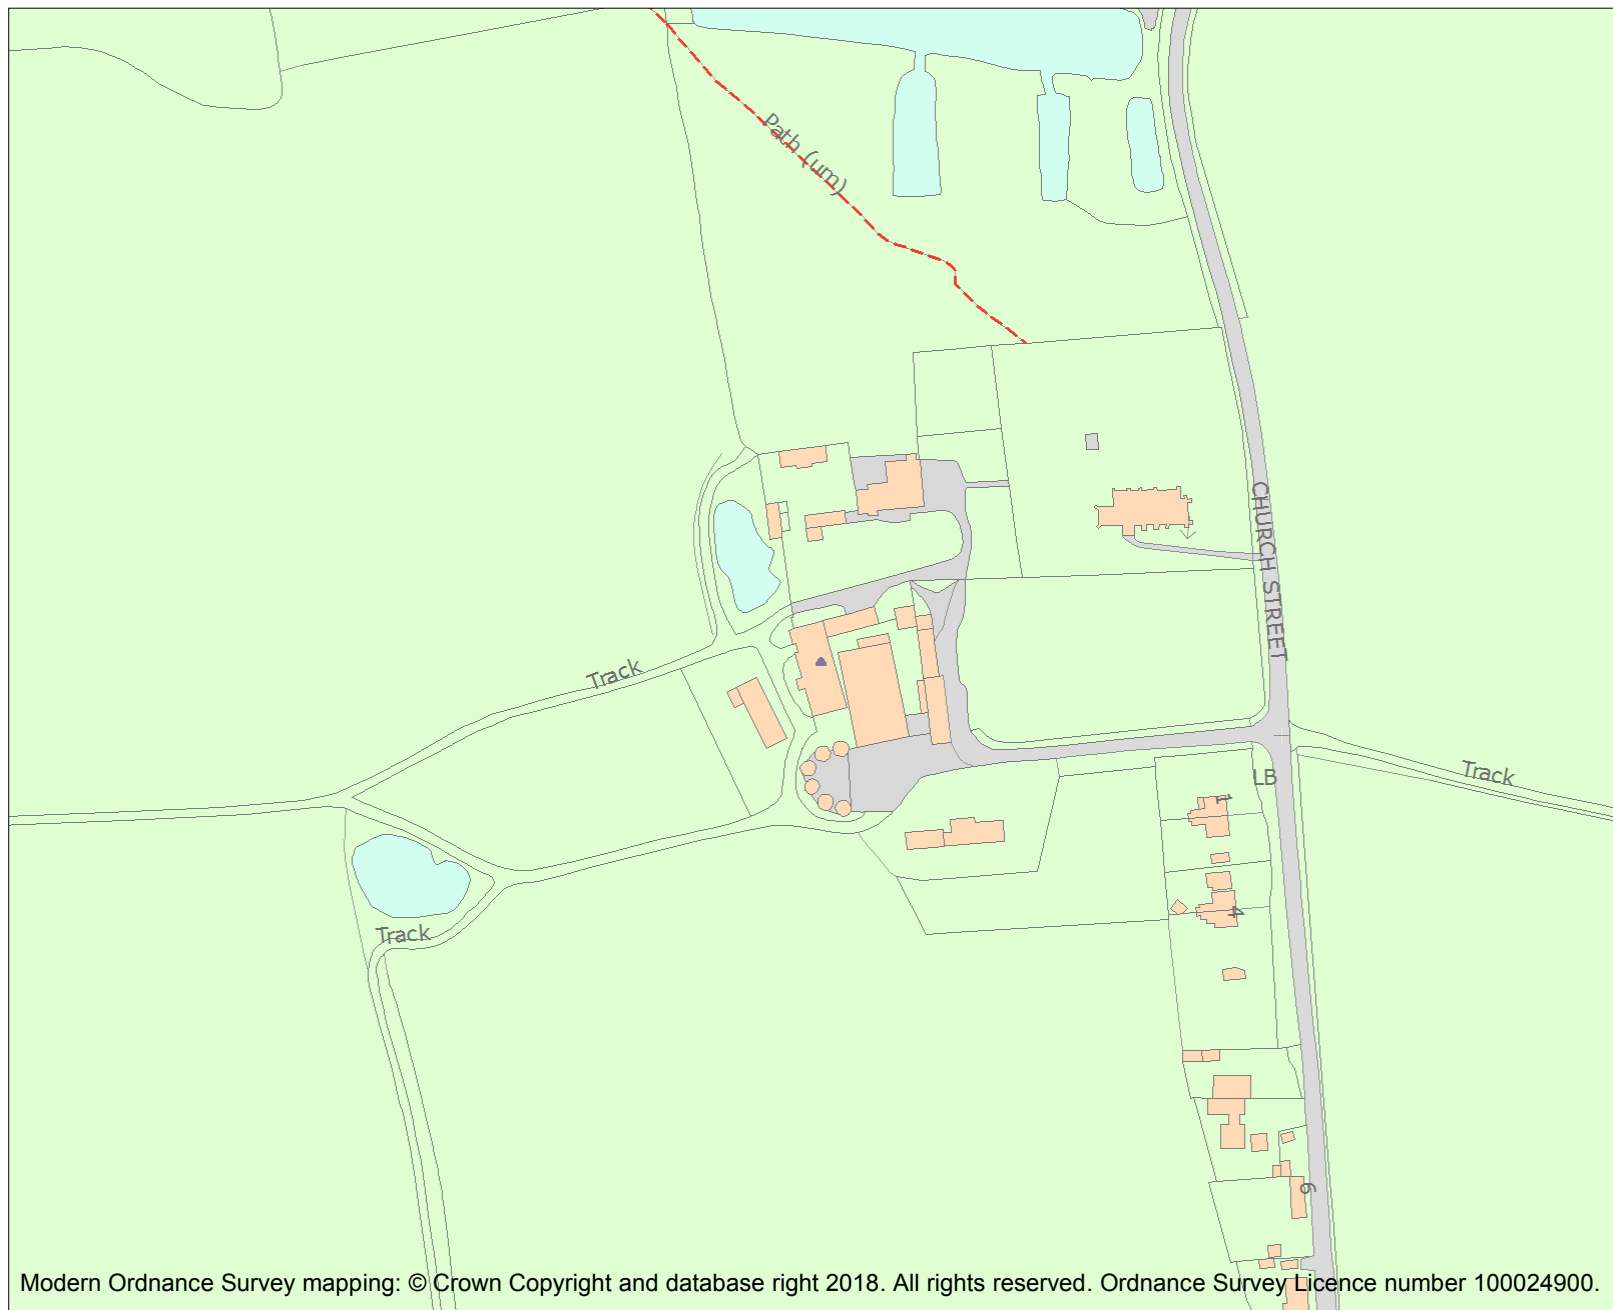 Path (um)
CHURCH STREET
Track
Track
LB
1
4
Track
6
Modern Ordnance Survey mapping: © Crown Copyright and database right 2018. All rights reserved. Ordnance Survey Licence number 100024900.